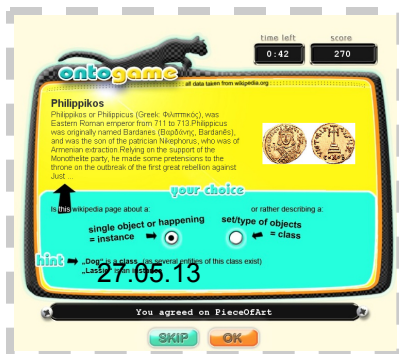 time left
score
0:42
270
ontogame
all data taken from wikipedia.org
Philippikos
Philippikos or Philippicus (Greek: Φιλιππικός), was
Eastern Roman emperor from 711 to 713.Philippicus
was originally named Bardanes (Βαρδάνης, Bardanēs),
and was the son of the patrician Nikephorus, who was of
Armenian extraction.Relying on the support of the
Monothelite party, he made some pretensions to the
throne on the outbreak of the first great rebellion against
Just ...
your choice
Is this wikipedia page about a:
or rather describing a:
single object or happening
= instance
set/type of objects
= class
hint
„Dog" is a class (as several entities of this class exist)
„Lassie" is an instance
27.05.13
You agreed on PieceOfArt
SKIP
OK